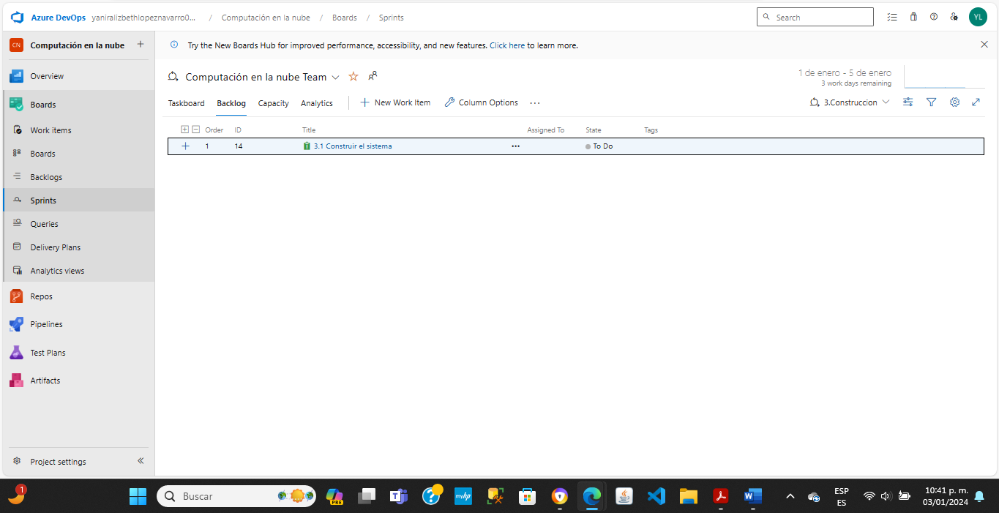 Azure DevOps yaniralizbethlopeznavarro0... / Computación en la nube / Boards / Sprints Search YL
CN Computación en la nube
Try the New Boards Hub for improved performance, accessibility, and new features. Click here to learn more.
Overview
Boards
Work items
Boards
Backlogs
Sprints
Queries
Delivery Plans
Analytics views
Repos
Pipelines
Test Plans
Artifacts
Project settings
Computación en la nube Team
1 de enero - 5 de enero
3 work days remaining
Taskboard Backlog Capacity Analytics New Work Item Column Options ... 3.Construccion
Order ID Title Assigned To State Tags
1 14 3.1 Construir el sistema ... To Do
1 Buscar PRE myhp ESP
ES
10:41 p. m.
03/01/2024